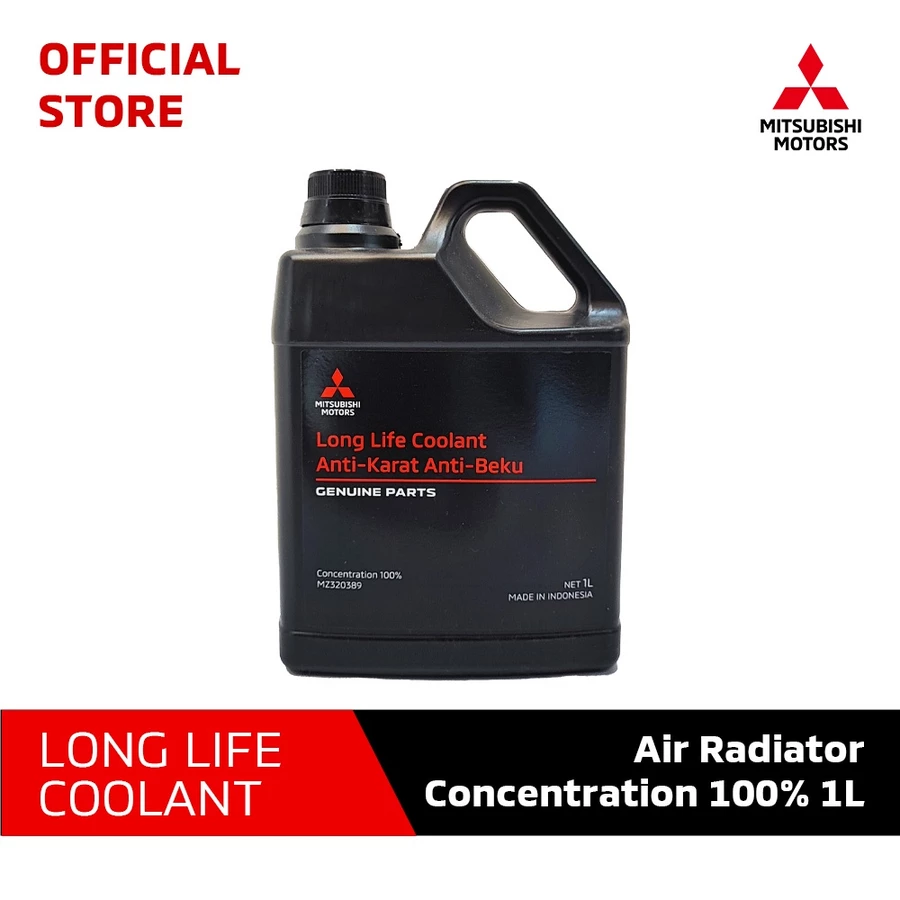 OFFICIAL
STORE
MITSUBISHI
MOTORS
MITSUBISHI
MOTORS
Long Life Coolant
Anti-Karat Anti-Beku
GENUINE PARTS
Concentration 100%
MZ320389
NET 1L
MADE IN INDONESIA
LONG LIFE
COOLANT
Air Radiator
Concentration 100% 1L